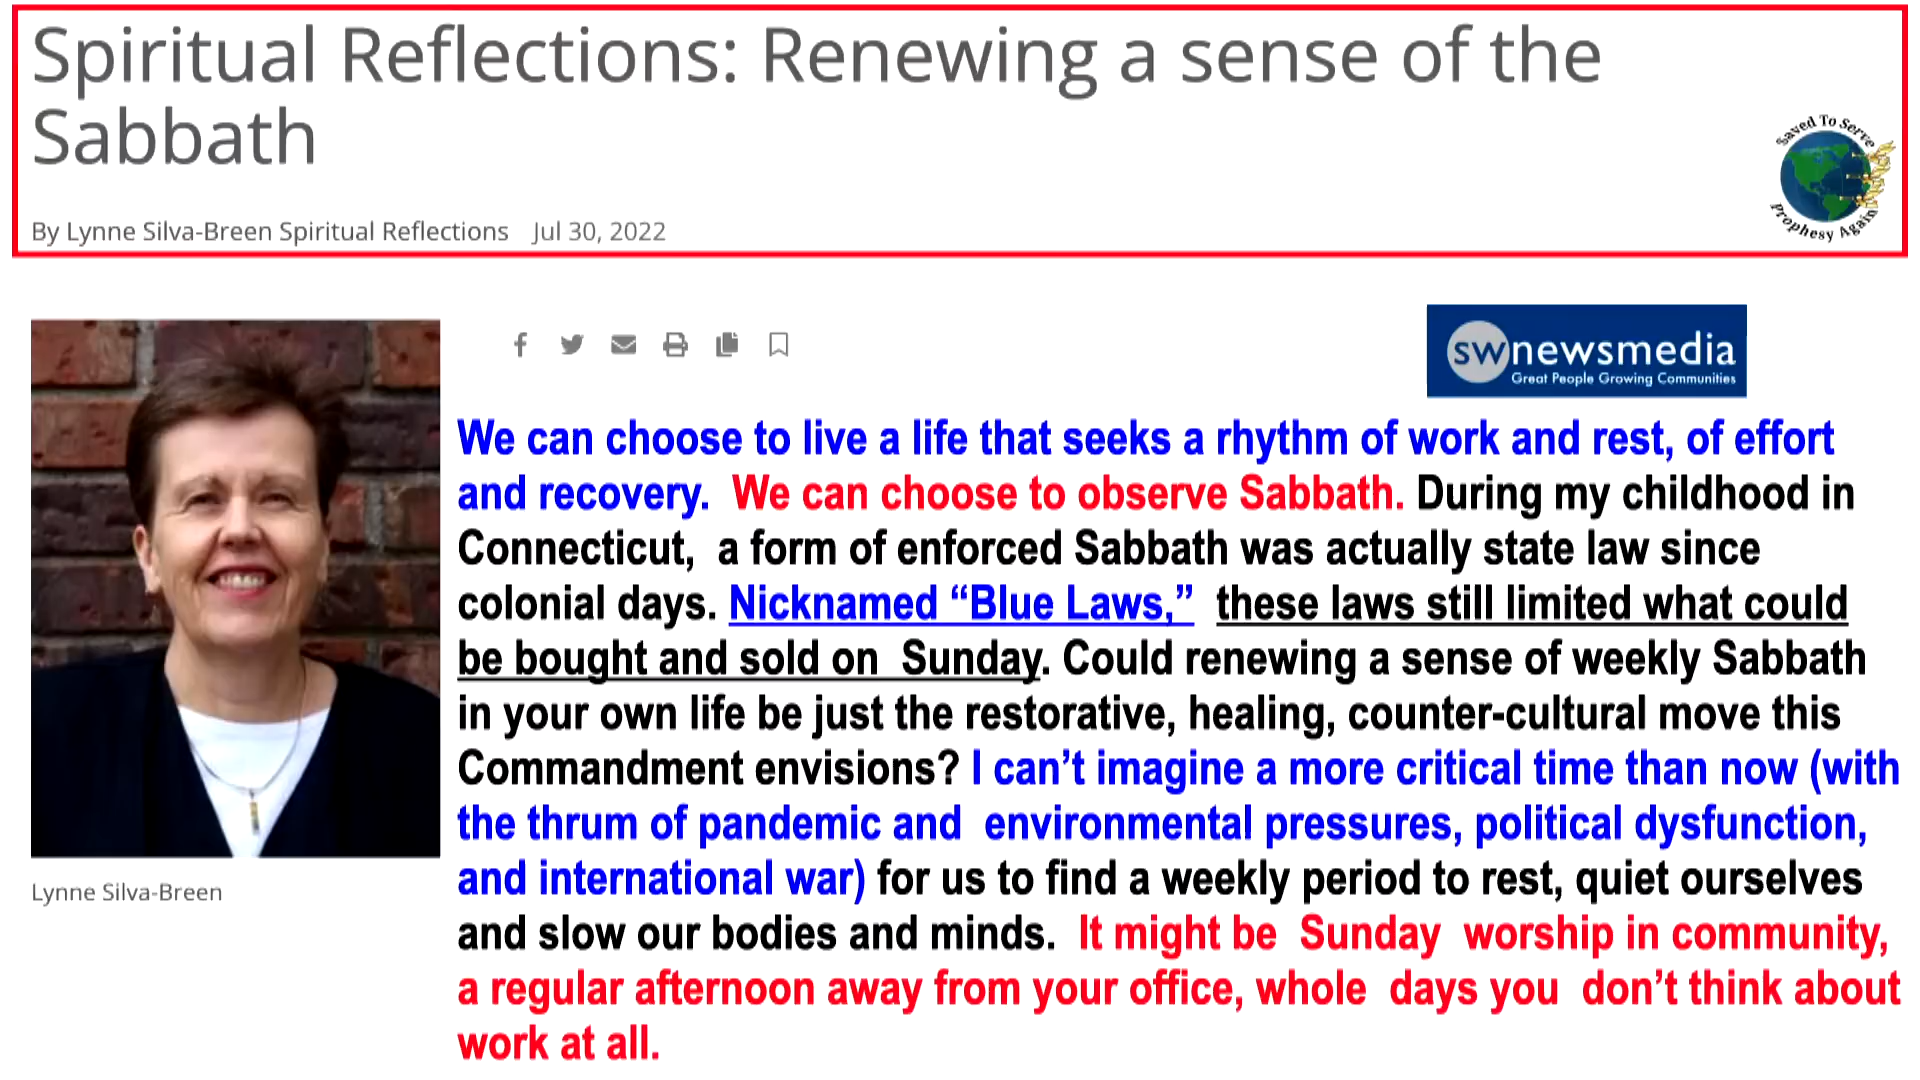 Spiritual Reflections: Renewing a sense of the
Sabbath
By Lynne Silva-Breen Spiritual Reflections Jul 30, 2022
Saved To Serve
Prophesy Again
swnewsmedia
Great People Growing Communities
We can choose to live a life that seeks a rhythm of work and rest, of effort
and recovery. We can choose to observe Sabbath. During my childhood in
Connecticut, a form of enforced Sabbath was actually state law since
colonial days. Nicknamed “Blue Laws,” these laws still limited what could
be bought and sold on Sunday. Could renewing a sense of weekly Sabbath
in your own life be just the restorative, healing, counter-cultural move this
Commandment envisions? I can’t imagine a more critical time than now (with
the thrum of pandemic and environmental pressures, political dysfunction,
and international war) for us to find a weekly period to rest, quiet ourselves
and slow our bodies and minds. It might be Sunday worship in community,
a regular afternoon away from your office, whole days you don’t think about
work at all.
Lynne Silva-Breen